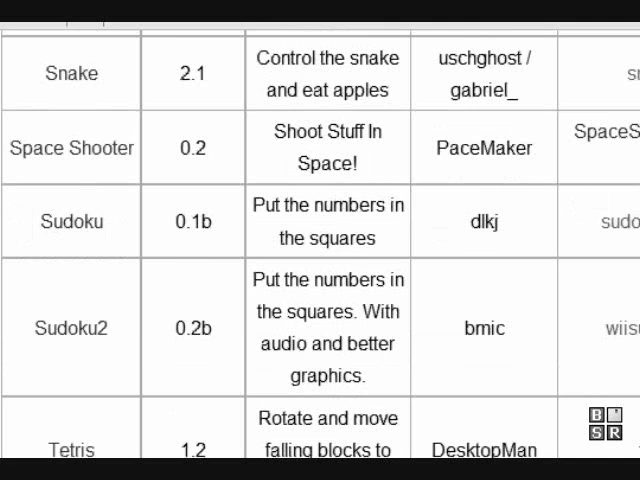 Snake
2.1
Control the snake
and eat apples
uschghost /
gabriel_
Space Shooter
0.2
Shoot Stuff In
Space!
PaceMaker
Sudoku
0.1b
Put the numbers in
the squares
dlkj
Sudoku2
0.2b
Put the numbers in
the squares. With
audio and better
graphics.
bmic
Tetris
1.2
Rotate and move
falling blocks to
DesktopMan
B
S R